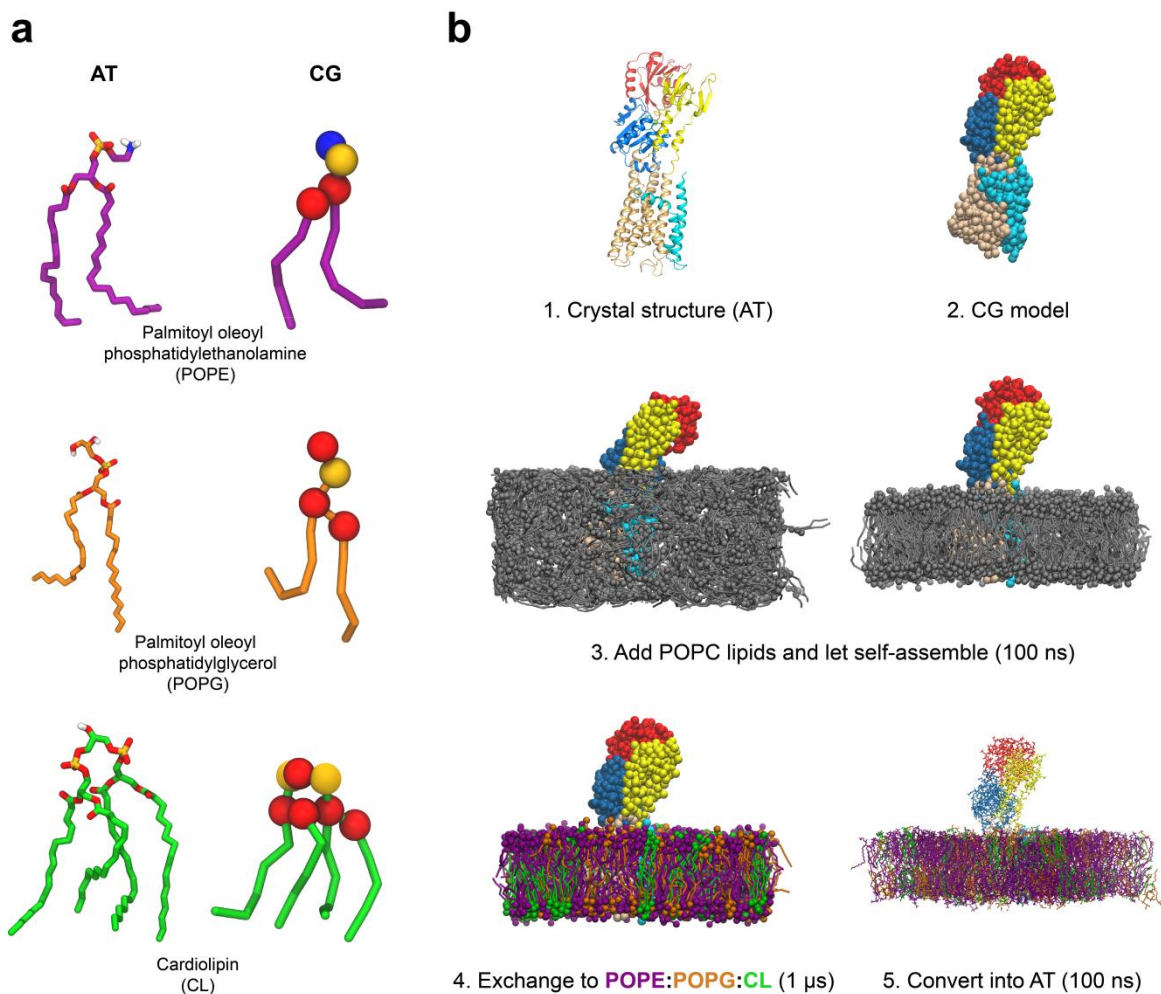 a
AT
CG
Palmitoyl oleoyl
phosphatidylethanolamine
(POPE)
Palmitoyl oleoyl
phosphatidylglycerol
(POPG)
Cardiolipin
(CL)
b
1. Crystal structure (AT)
2. CG model
3. Add POPC lipids and let self-assemble (100 ns)
4. Exchange to POPE:POPG:CL (1 µs)
5. Convert into AT (100 ns)